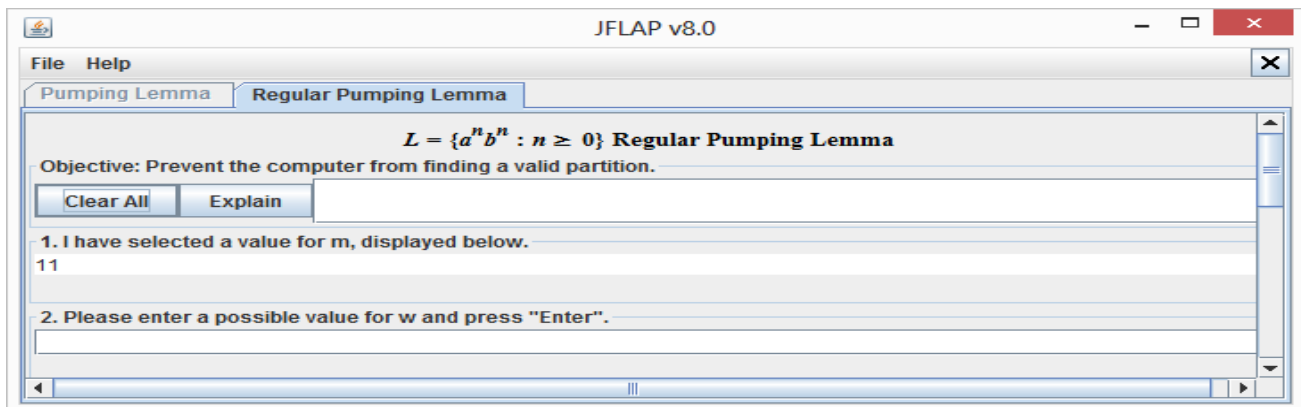 JFLAP v8.0
File Help
Pumping Lemma Regular Pumping Lemma
L = {aⁿbⁿ : n ≥ 0} Regular Pumping Lemma
Objective: Prevent the computer from finding a valid partition.
Clear All Explain
1. I have selected a value for m, displayed below.
11
2. Please enter a possible value for w and press "Enter".